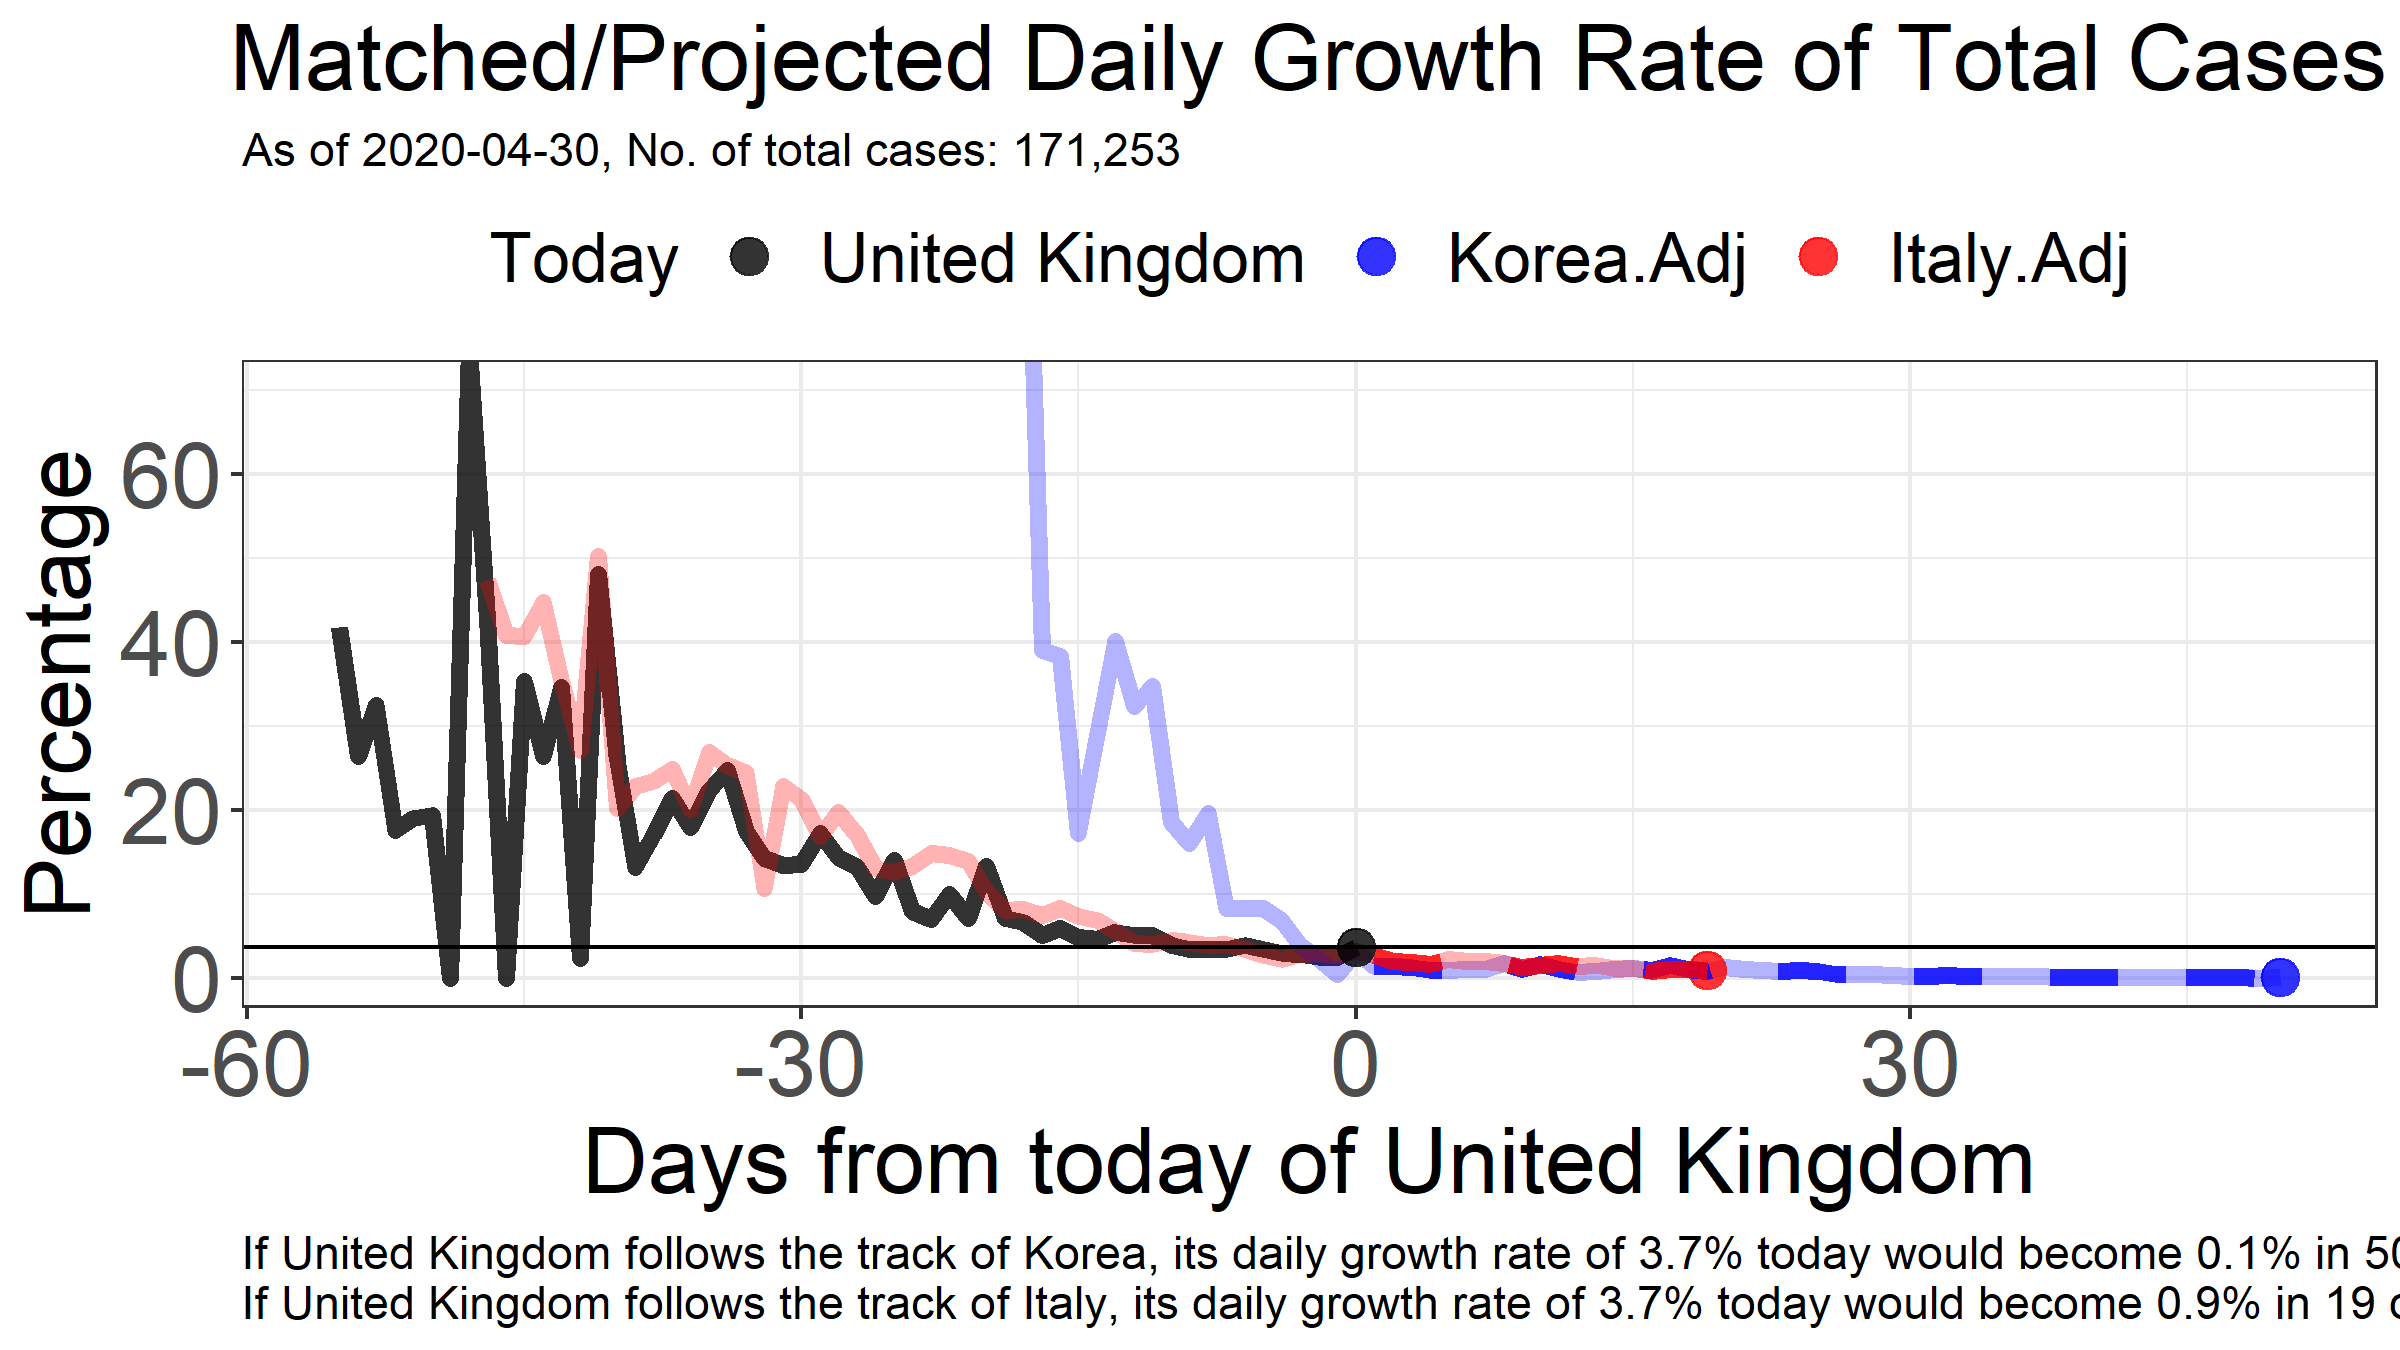 Matched/Projected Daily Growth Rate of Total Cases
As of 2020-04-30, No. of total cases: 171,253
Today United Kingdom Korea.Adj Italy.Adj
Percentage
60
40
20
0
-60 -30 0 30
Days from today of United Kingdom
If United Kingdom follows the track of Korea, its daily growth rate of 3.7% today would become 0.1% in 50
If United Kingdom follows the track of Italy, its daily growth rate of 3.7% today would become 0.9% in 19